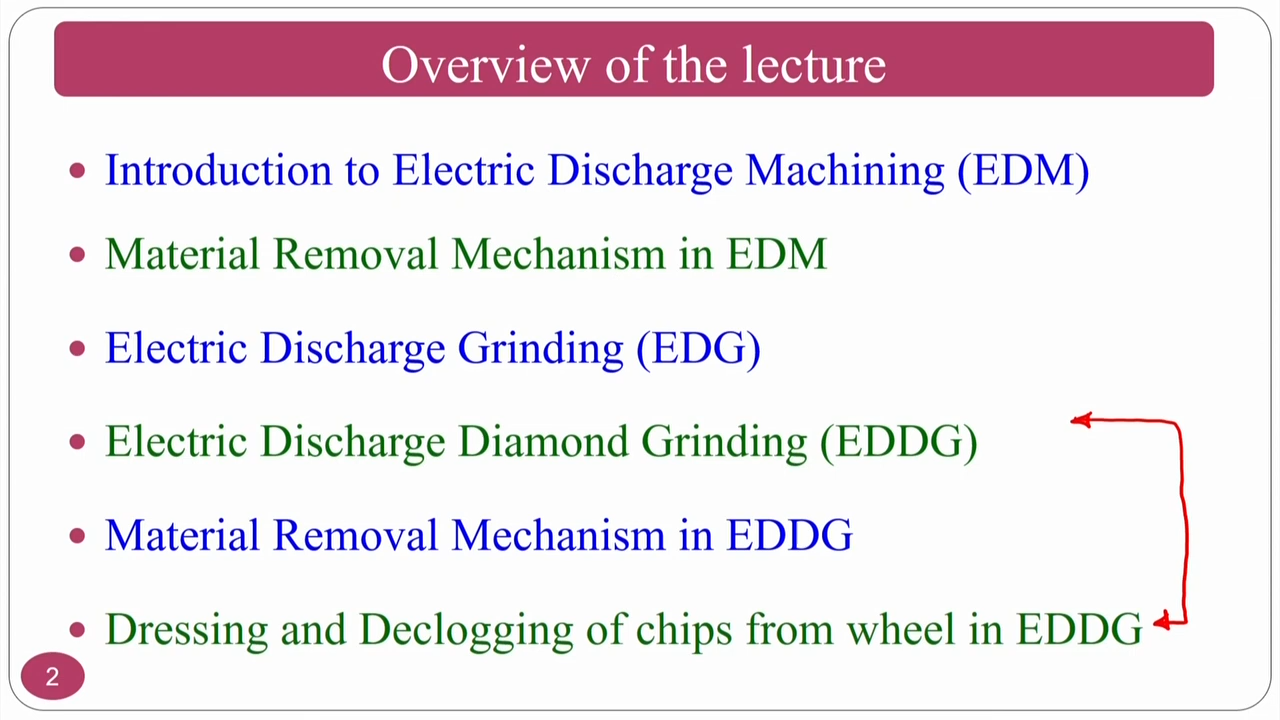 Overview of the lecture
• Introduction to Electric Discharge Machining (EDM)
• Material Removal Mechanism in EDM
• Electric Discharge Grinding (EDG)
• Electric Discharge Diamond Grinding (EDDG)
• Material Removal Mechanism in EDDG
• Dressing and Declogging of chips from wheel in EDDG
2